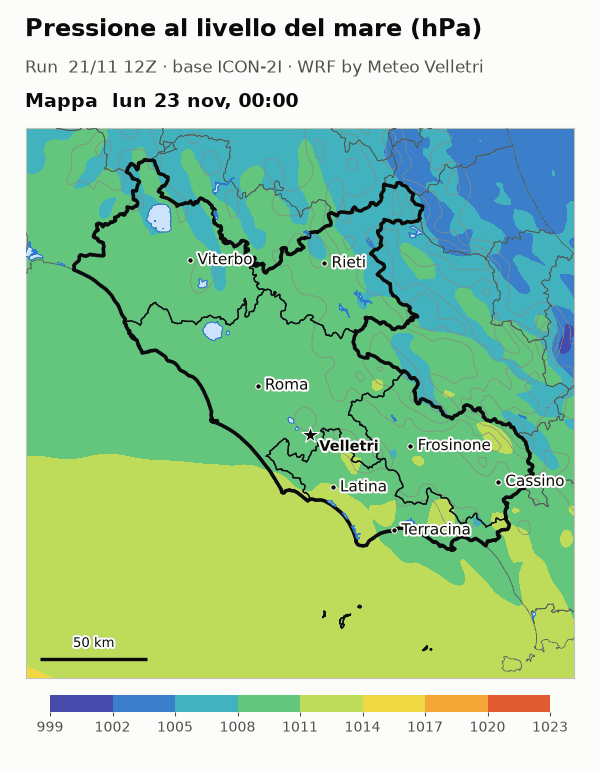 Pressione al livello del mare (hPa)
Run  21/11 12Z · base ICON-2I · WRF by Meteo Velletri
Mappa  lun 23 nov, 00:00
Viterbo
Rieti
Roma
Velletri
Frosinone
Latina
Cassino
Terracina
50 km
999 1002 1005 1008 1011 1014 1017 1020 1023